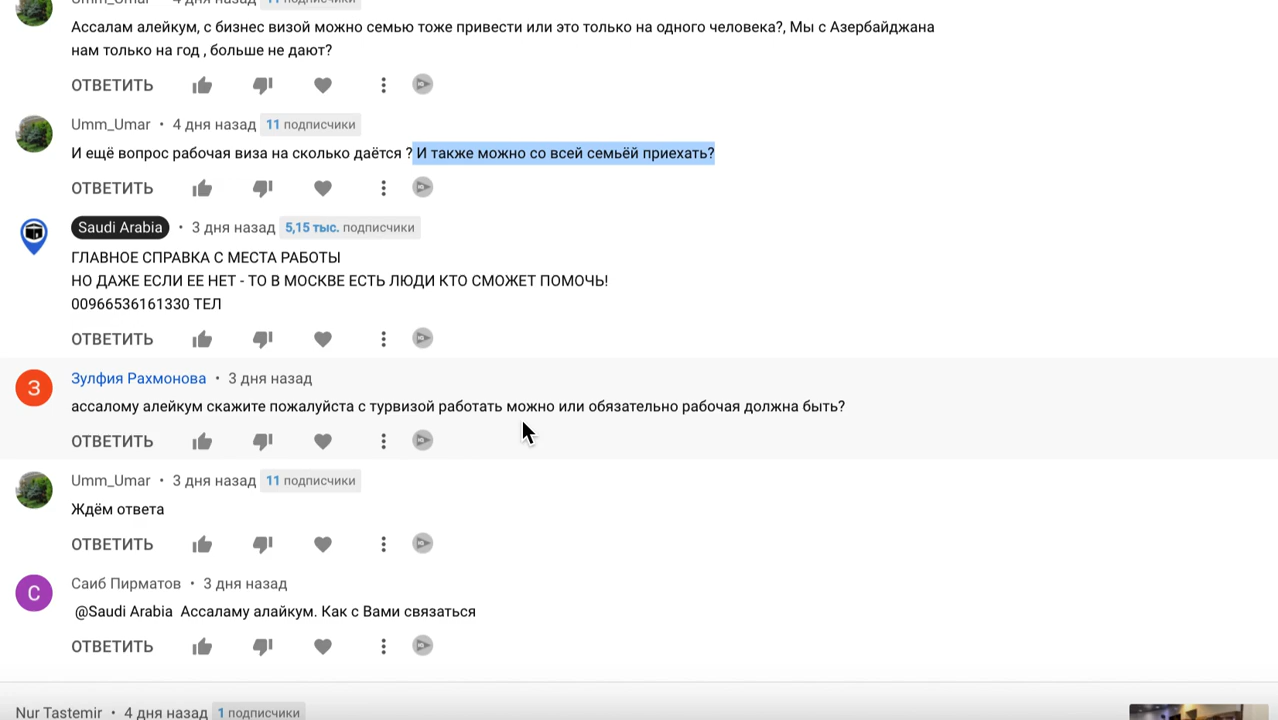 Umm_Umar • 4 дня назад 11 подписчики
Ассалам алейкум, с бизнес визой можно семью тоже привести или это только на одного человека?, Мы с Азербайджана
нам только на год , больше не дают?
ОТВЕТИТЬ
Umm_Umar • 4 дня назад 11 подписчики
И ещё вопрос рабочая виза на сколько даётся ? И также можно со всей семьёй приехать?
ОТВЕТИТЬ
Saudi Arabia • 3 дня назад 5,15 тыс. подписчики
ГЛАВНОЕ СПРАВКА С МЕСТА РАБОТЫ
НО ДАЖЕ ЕСЛИ ЕЕ НЕТ - ТО В МОСКВЕ ЕСТЬ ЛЮДИ КТО СМОЖЕТ ПОМОЧЬ!
00966536161330 ТЕЛ
ОТВЕТИТЬ
З
Зулфия Рахмонова • 3 дня назад
ассалому алейкум скажите пожалуйста с турвизой работать можно или обязательно рабочая должна быть?
ОТВЕТИТЬ
Umm_Umar • 3 дня назад 11 подписчики
Ждём ответа
ОТВЕТИТЬ
С
Саиб Пирматов • 3 дня назад
@Saudi Arabia Ассаламу алайкум. Как с Вами связаться
ОТВЕТИТЬ
Nur Tastemir • 4 дня назад 1 подписчики